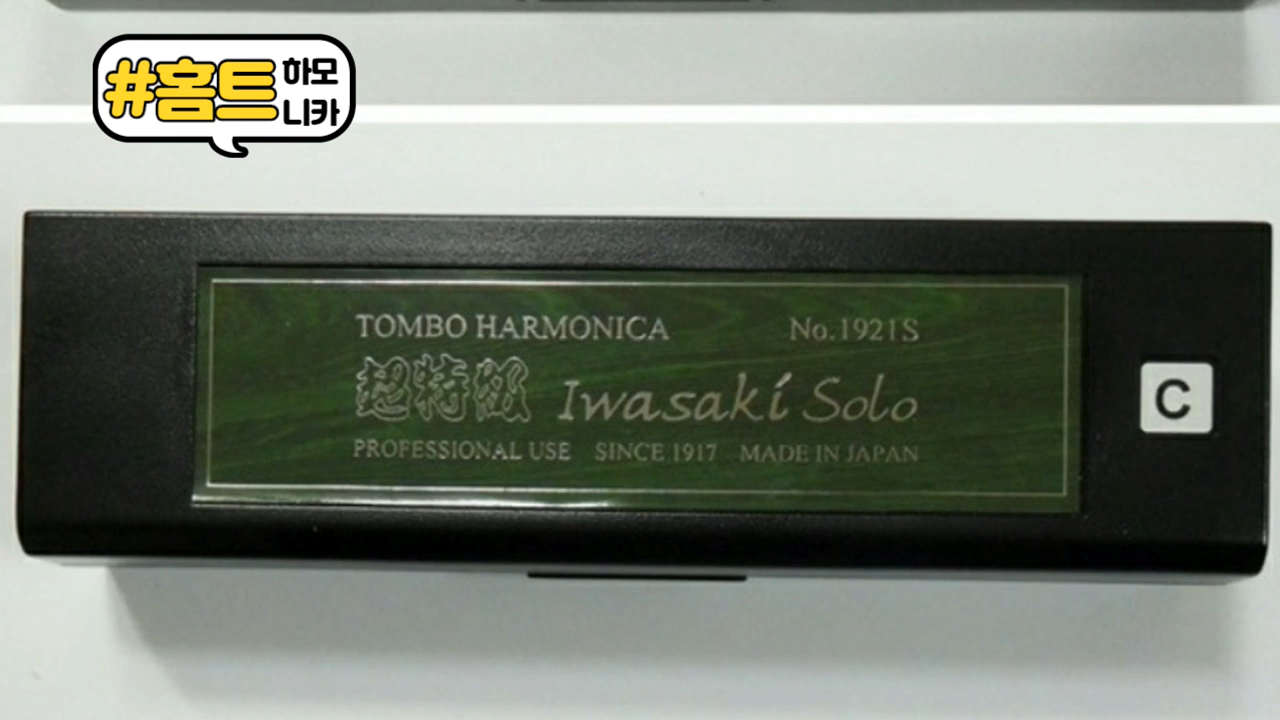 #홈트 하모
니카
TOMBO HARMONICA No.1921S
超特級 Iwasaki Solo
PROFESSIONAL USE SINCE 1917 MADE IN JAPAN
C